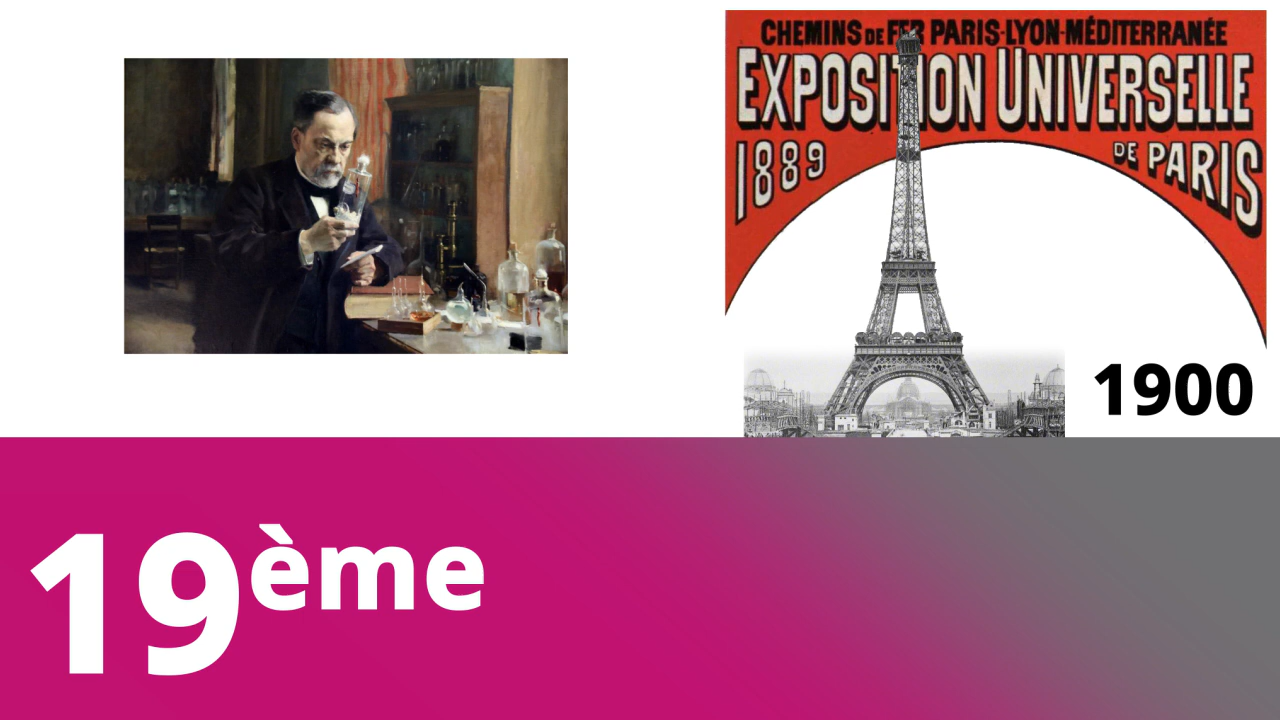 CHEMINS DE FER PARIS-LYON-MÉDITERRANÉE
EXPOSITION UNIVERSELLE
1889 DE PARIS
1900
19ème